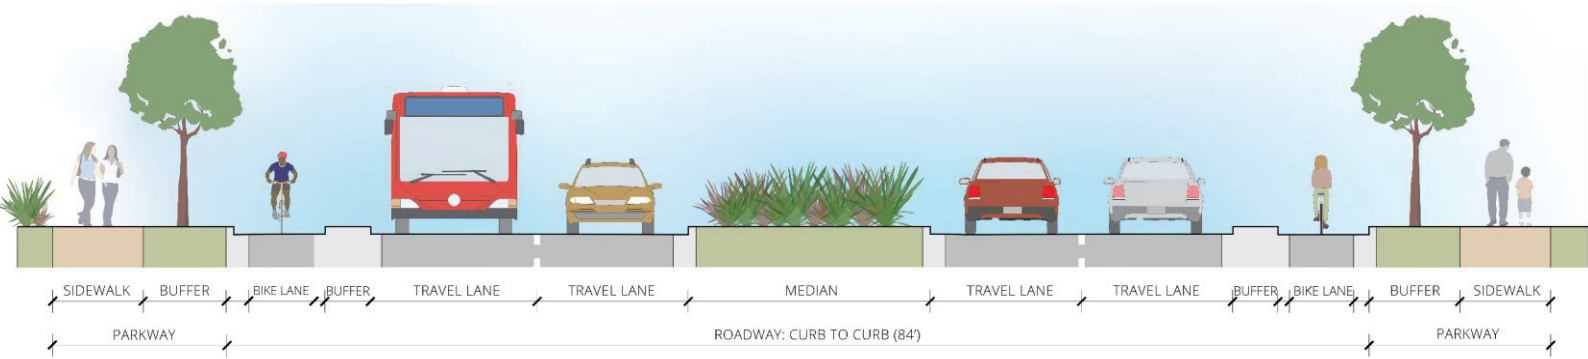 SIDEWALK BUFFER BIKE LANE BUFFER TRAVEL LANE TRAVEL LANE MEDIAN TRAVEL LANE TRAVEL LANE BUFFER BIKE LANE BUFFER SIDEWALK
PARKWAY ROADWAY: CURB TO CURB (84') PARKWAY